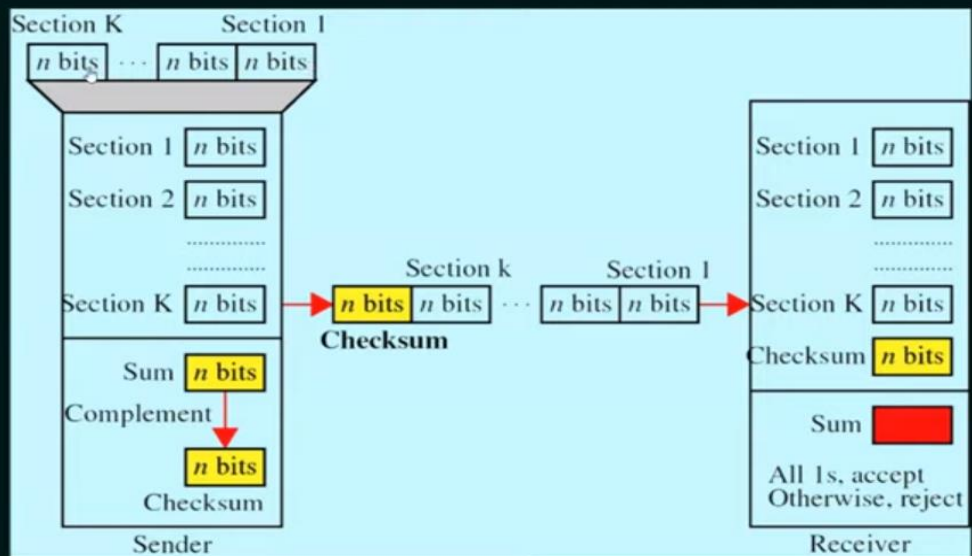 Section K Section 1
n bits ... n bits n bits
Section 1 n bits
Section 2 n bits
Section K n bits
Sum n bits
Complement
n bits
Checksum
Sender
Section k Section 1
n bits n bits ... n bits n bits
Checksum
Section 1 n bits
Section 2 n bits
Section K n bits
Checksum n bits
Sum
All 1s, accept
Otherwise, reject
Receiver